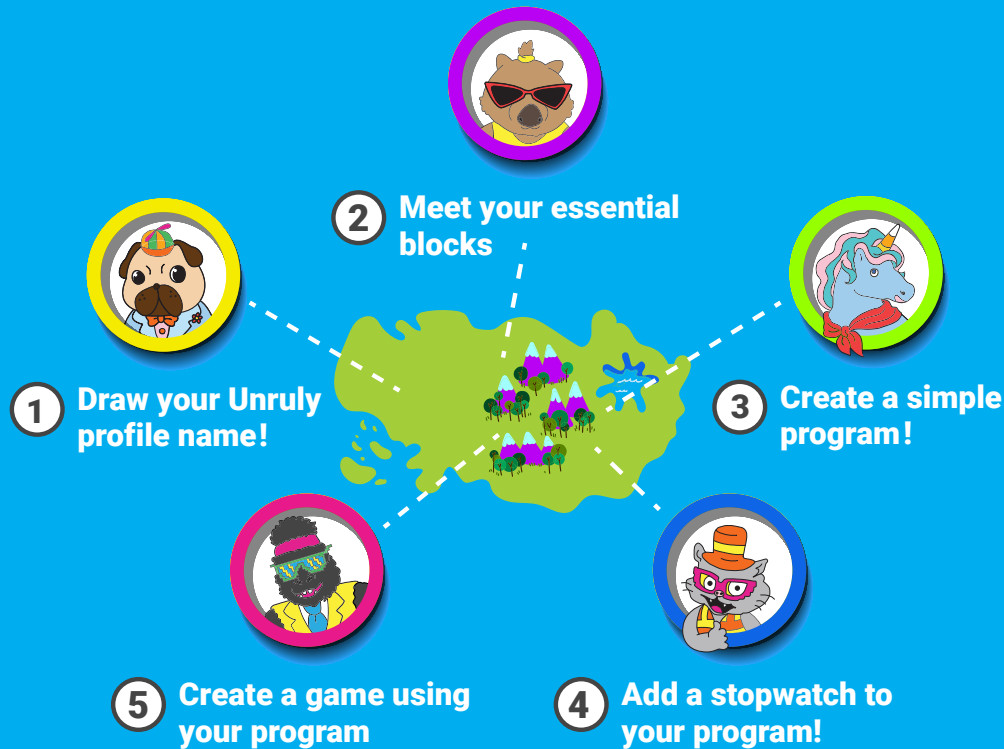 1
Draw your Unruly
profile name!
2
Meet your essential
blocks
3
Create a simple
program!
4
Add a stopwatch to
your program!
5
Create a game using
your program